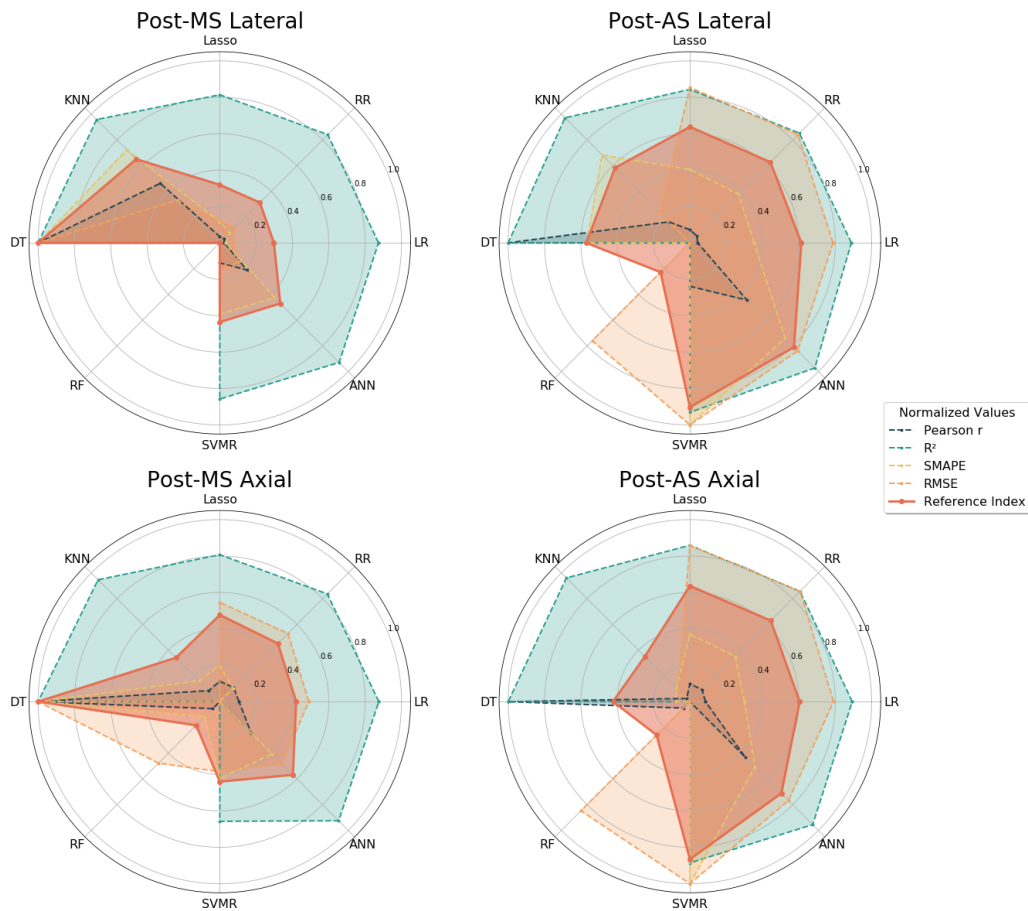 Post-MS Lateral
Lasso
KNN
RR
1.0
0.8
0.6
0.4
0.2
DT
LR
RF
ANN
SVMR
Post-AS Lateral
Lasso
KNN
RR
1.0
0.8
0.6
0.4
0.2
DT
LR
RF
ANN
SVMR
Normalized Values
Pearson r
R²
SMAPE
RMSE
Reference Index
Post-MS Axial
Lasso
KNN
RR
1.0
0.8
0.6
0.4
0.2
DT
LR
RF
ANN
SVMR
Post-AS Axial
Lasso
KNN
RR
1.0
0.8
0.6
0.4
0.2
DT
LR
RF
ANN
SVMR